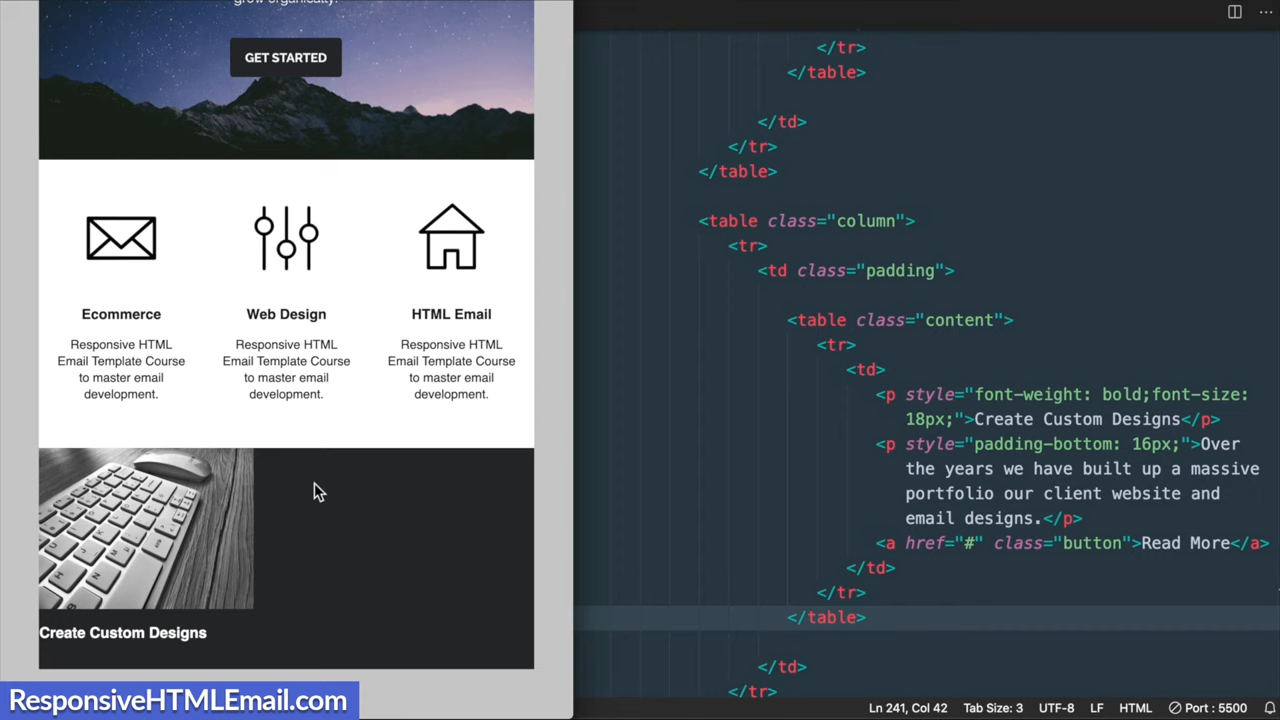 grow organically.
GET STARTED
Ecommerce
Responsive HTML
Email Template Course
to master email
development.
Web Design
Responsive HTML
Email Template Course
to master email
development.
HTML Email
Responsive HTML
Email Template Course
to master email
development.
Create Custom Designs
ResponsiveHTMLEmail.com
</tr>
</table>
</td>
</tr>
</table>
<table class="column">
<tr>
<td class="padding">
<table class="content">
<tr>
<td>
<p style="font-weight: bold;font-size:
18px;">Create Custom Designs</p>
<p style="padding-bottom: 16px;">Over
the years we have built up a massive
portfolio our client website and
email designs.</p>
<a href="#" class="button">Read More</a>
</td>
</tr>
</table>
</td>
</tr>
Ln 241, Col 42 Tab Size: 3 UTF-8 LF HTML Port : 5500